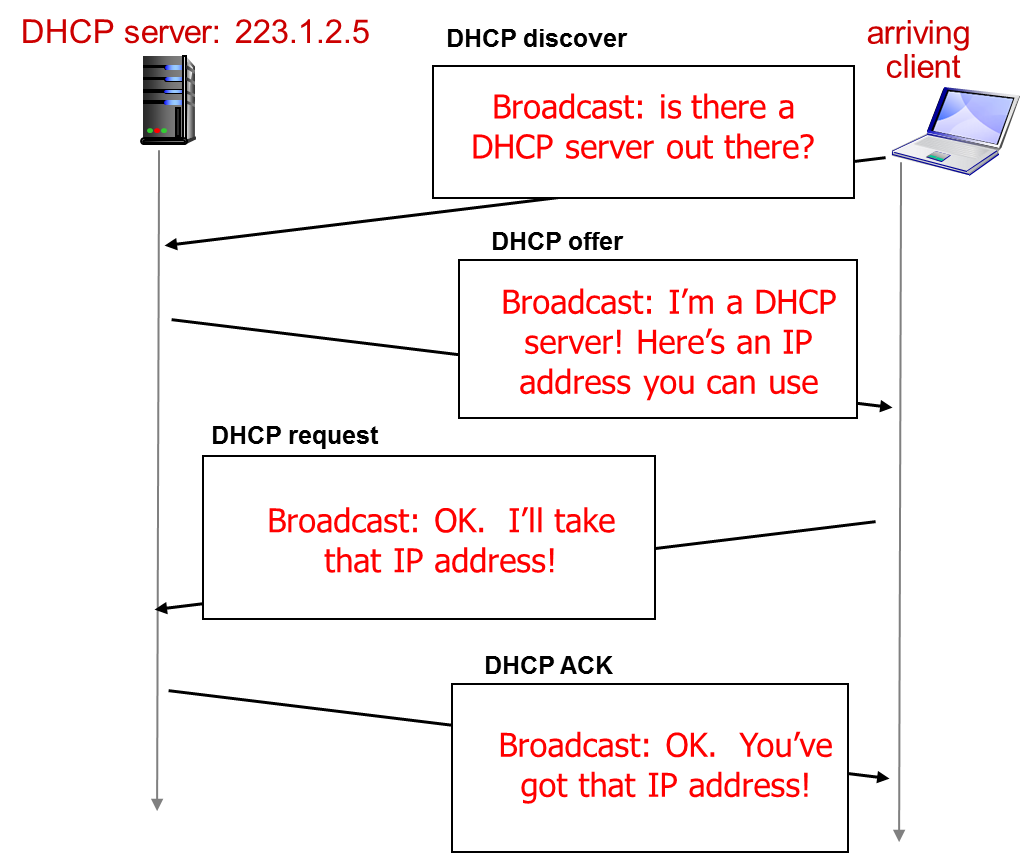 DHCP server: 223.1.2.5
DHCP discover
arriving
client
Broadcast: is there a
DHCP server out there?
DHCP offer
Broadcast: I’m a DHCP
server! Here’s an IP
address you can use
DHCP request
Broadcast: OK. I’ll take
that IP address!
DHCP ACK
Broadcast: OK. You’ve
got that IP address!